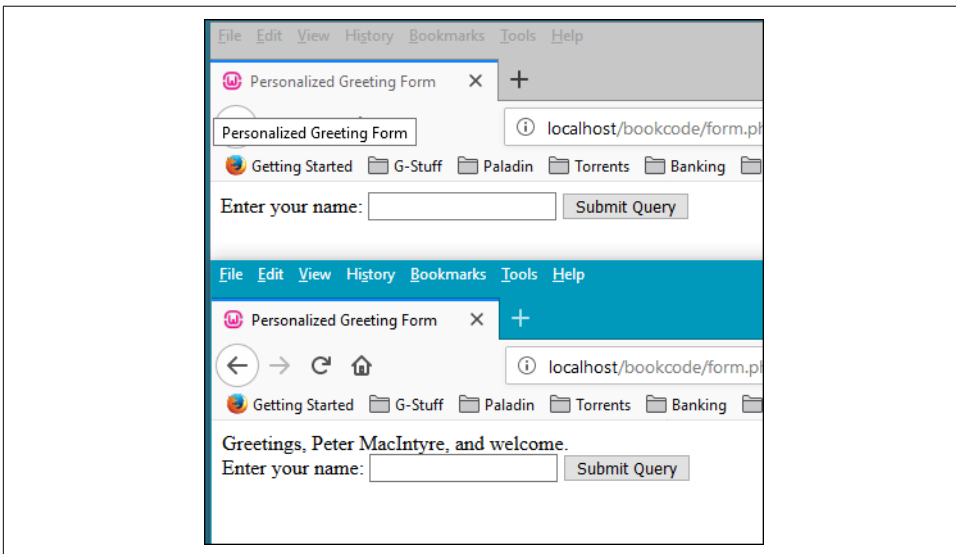 File Edit View History Bookmarks Tools Help
Personalized Greeting Form
Personalized Greeting Form
localhost/bookcode/form.ph
Getting Started G-Stuff Paladin Torrents Banking
Enter your name: Submit Query
File Edit View History Bookmarks Tools Help
Personalized Greeting Form
localhost/bookcode/form.ph
Getting Started G-Stuff Paladin Torrents Banking
Greetings, Peter MacIntyre, and welcome.
Enter your name: Submit Query